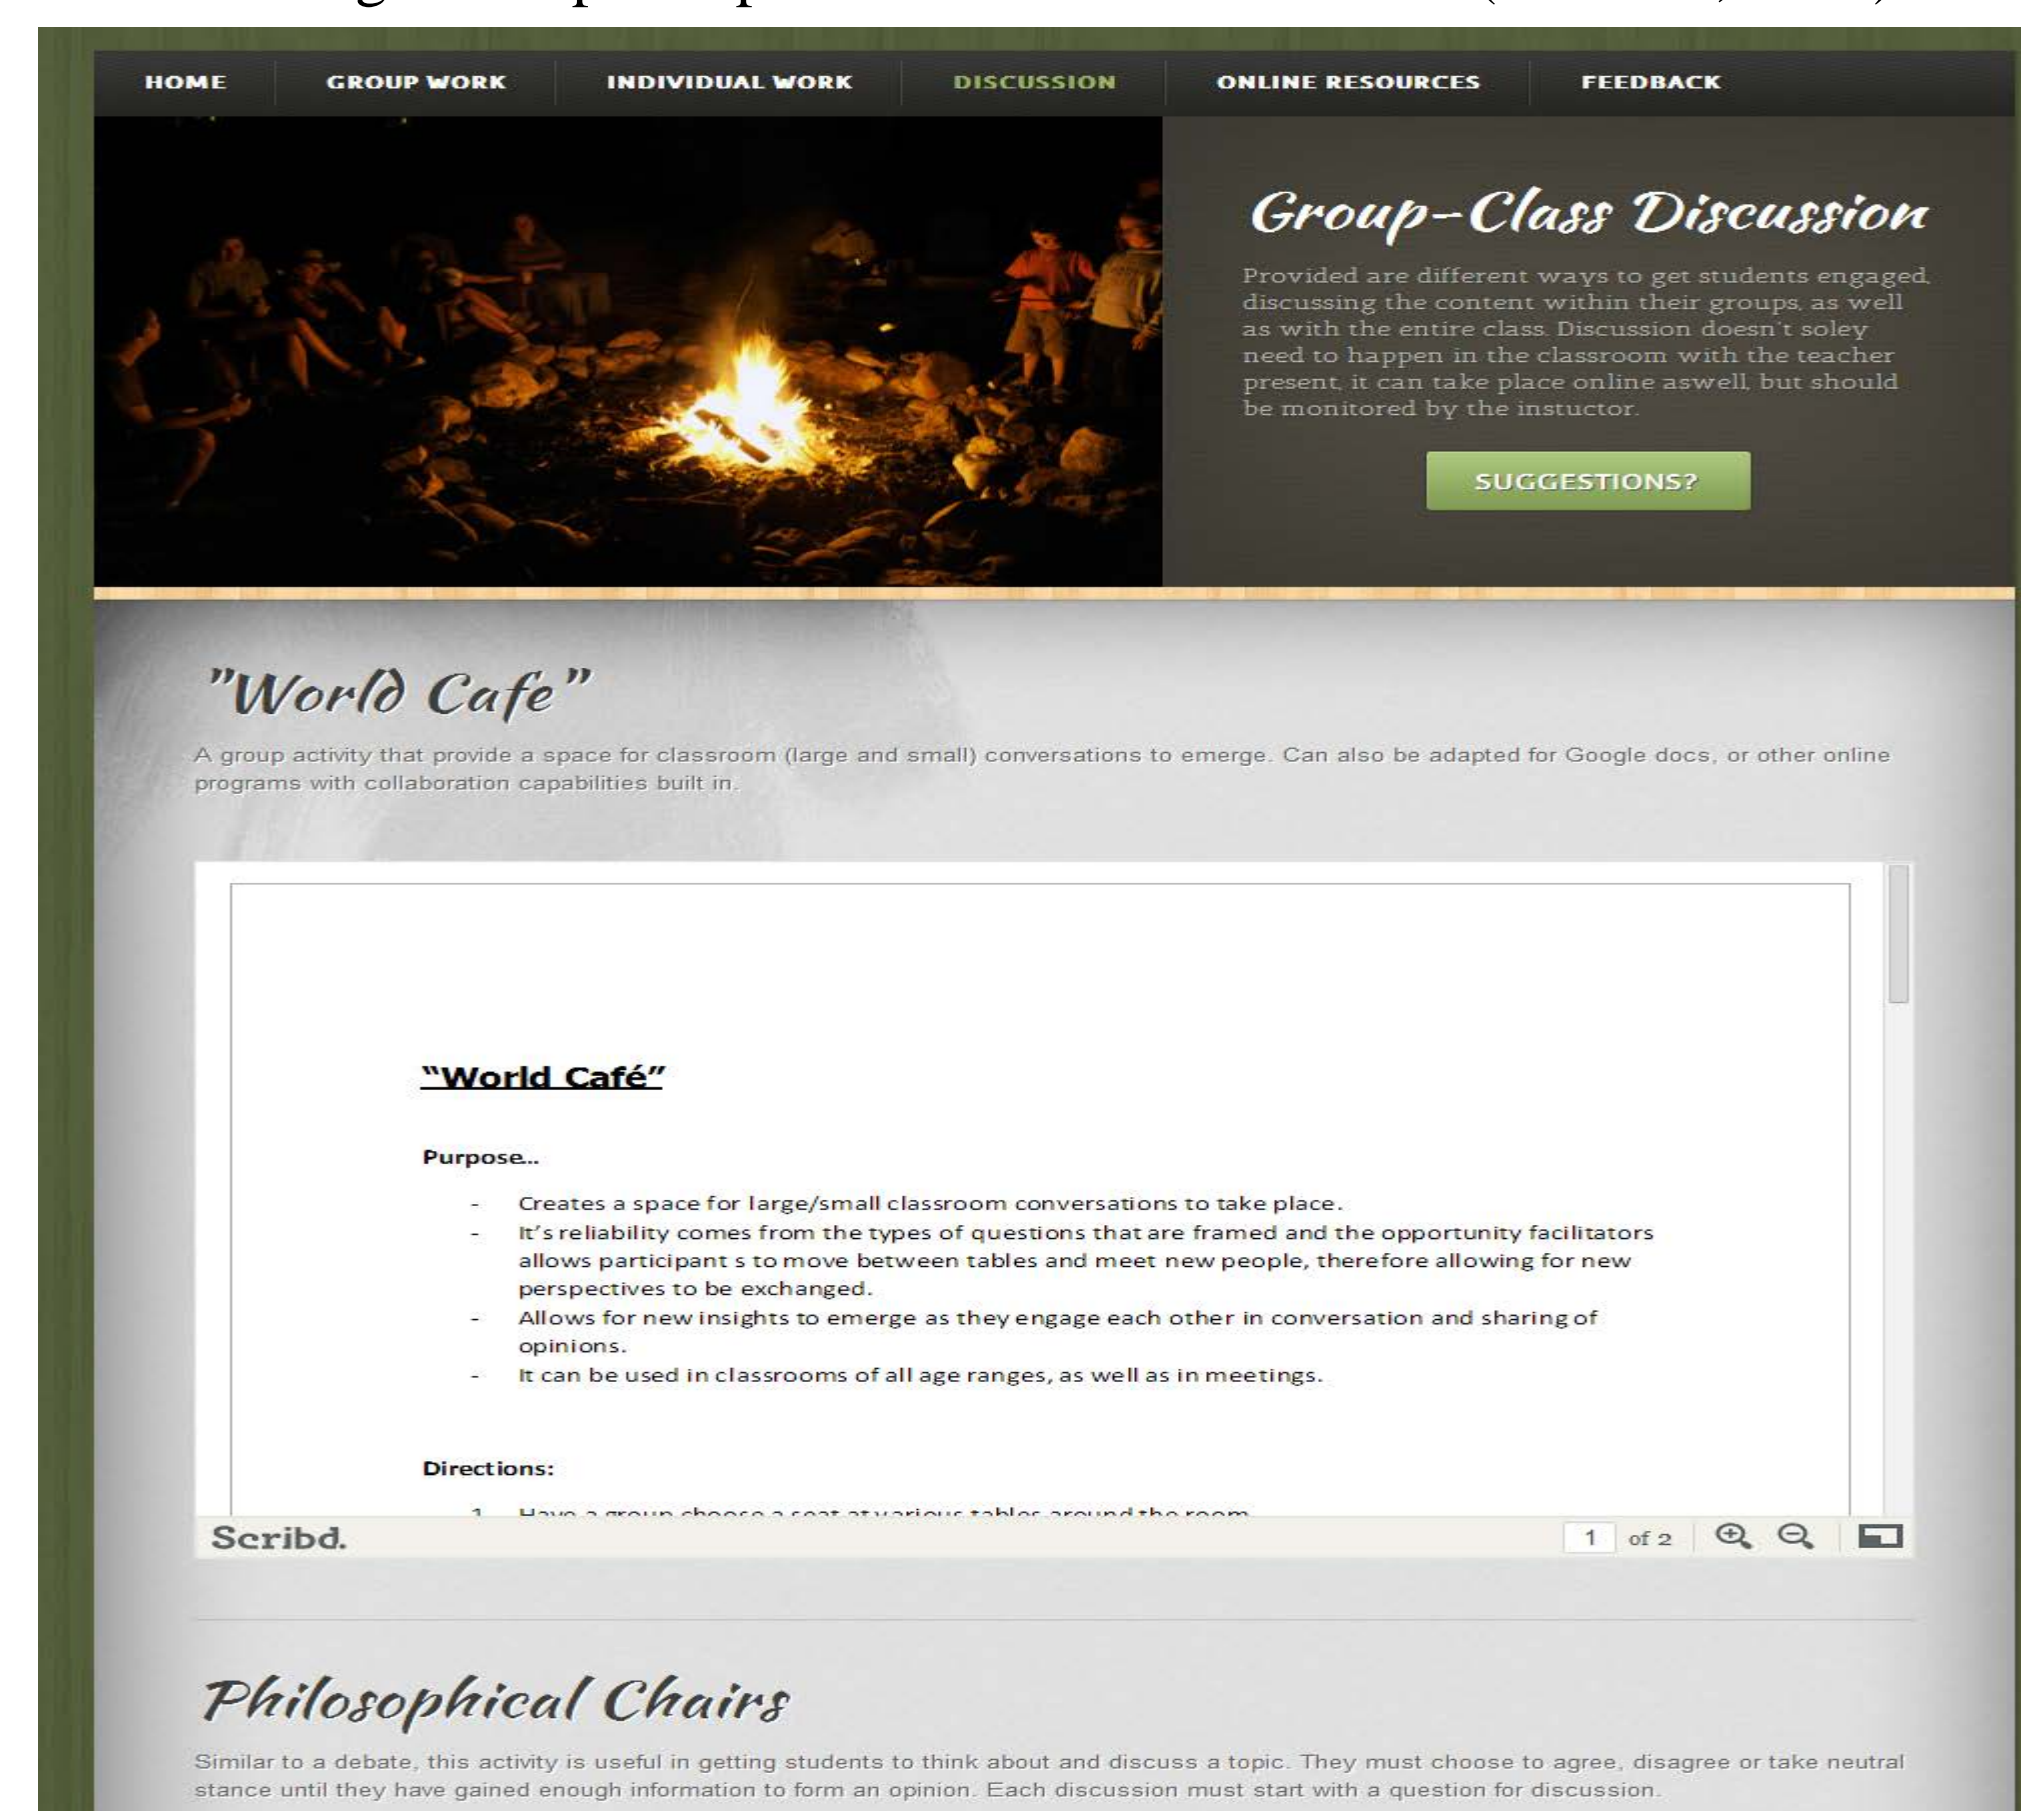 HOME GROUP WORK INDIVIDUAL WORK DISCUSSION ONLINE RESOURCES FEEDBACK
Group-Class Discussion
Provided are different ways to get students engaged,
discussing the content within their groups, as well
as with the entire class. Discussion doesn't soley
need to happen in the classroom with the teacher
present, it can take place online aswell, but should
be monitored by the instuctor.
SUGGESTIONS?
"World Cafe"
A group activity that provide a space for classroom (large and small) conversations to emerge. Can also be adapted for Google docs, or other online
programs with collaboration capabilities built in.
“World Café”
Purpose...
- Creates a space for large/small classroom conversations to take place.
- It’s reliability comes from the types of questions that are framed and the opportunity facilitators
allows participant s to move between tables and meet new people, therefore allowing for new
perspectives to be exchanged.
- Allows for new insights to emerge as they engage each other in conversation and sharing of
opinions.
- It can be used in classrooms of all age ranges, as well as in meetings.
Directions:
1. Have a group choose a seat at various tables around the room
Scribd. 1 of 2
Philosophical Chairs
Similar to a debate, this activity is useful in getting students to think about and discuss a topic. They must choose to agree, disagree or take neutral
stance until they have gained enough information to form an opinion. Each discussion must start with a question for discussion.